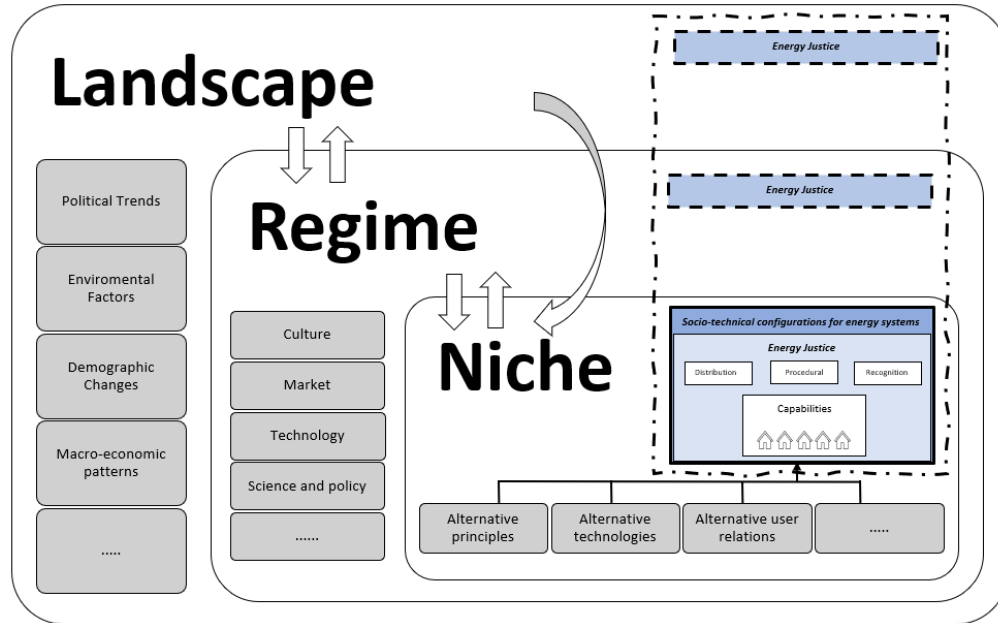 Energy Justice
Landscape
Energy Justice
Political Trends
Regime
Enviromental
Factors
Demographic
Changes
Macro-economic
patterns
.....
Culture
Market
Technology
Science and policy
......
Niche
Socio-technical configurations for energy systems
Energy Justice
Distribution
Procedural
Recognition
Capabilities
Alternative
principles
Alternative
technologies
Alternative user
relations
.....